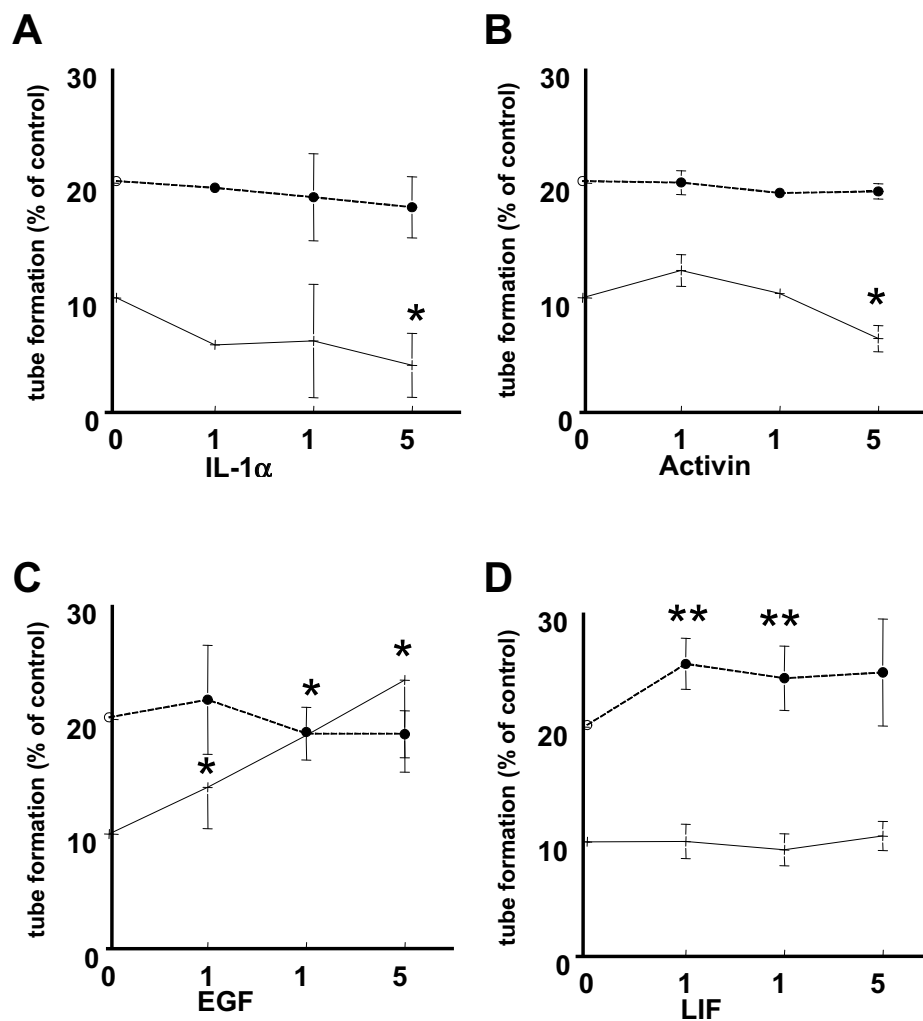 A
tube formation (% of control)
30
20
10
0
0 1 1 5
IL-1α
*
B
tube formation (% of control)
30
20
10
0
0 1 1 5
Activin
*
C
tube formation (% of control)
30
20
10
0
0 1 1 5
EGF
* * *
D
tube formation (% of control)
30
20
10
0
0 1 1 5
LIF
** **